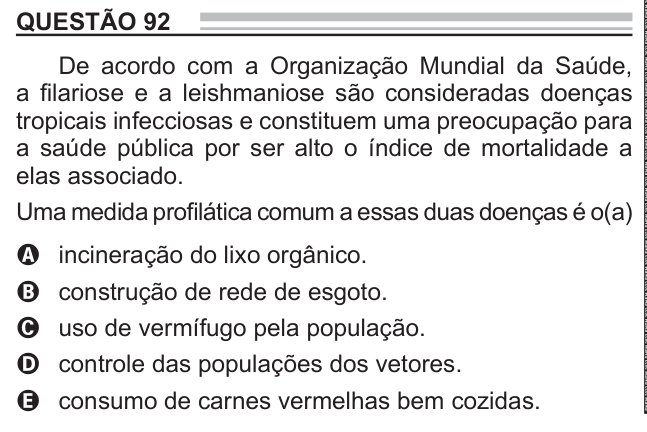 QUESTÃO 92
De acordo com a Organização Mundial da Saúde,
a filariose e a leishmaniose são consideradas doenças
tropicais infecciosas e constituem uma preocupação para
a saúde pública por ser alto o índice de mortalidade a
elas associado.
Uma medida profilática comum a essas duas doenças é o(a)
A incineração do lixo orgânico.
B construção de rede de esgoto.
C uso de vermífugo pela população.
D controle das populações dos vetores.
E consumo de carnes vermelhas bem cozidas.